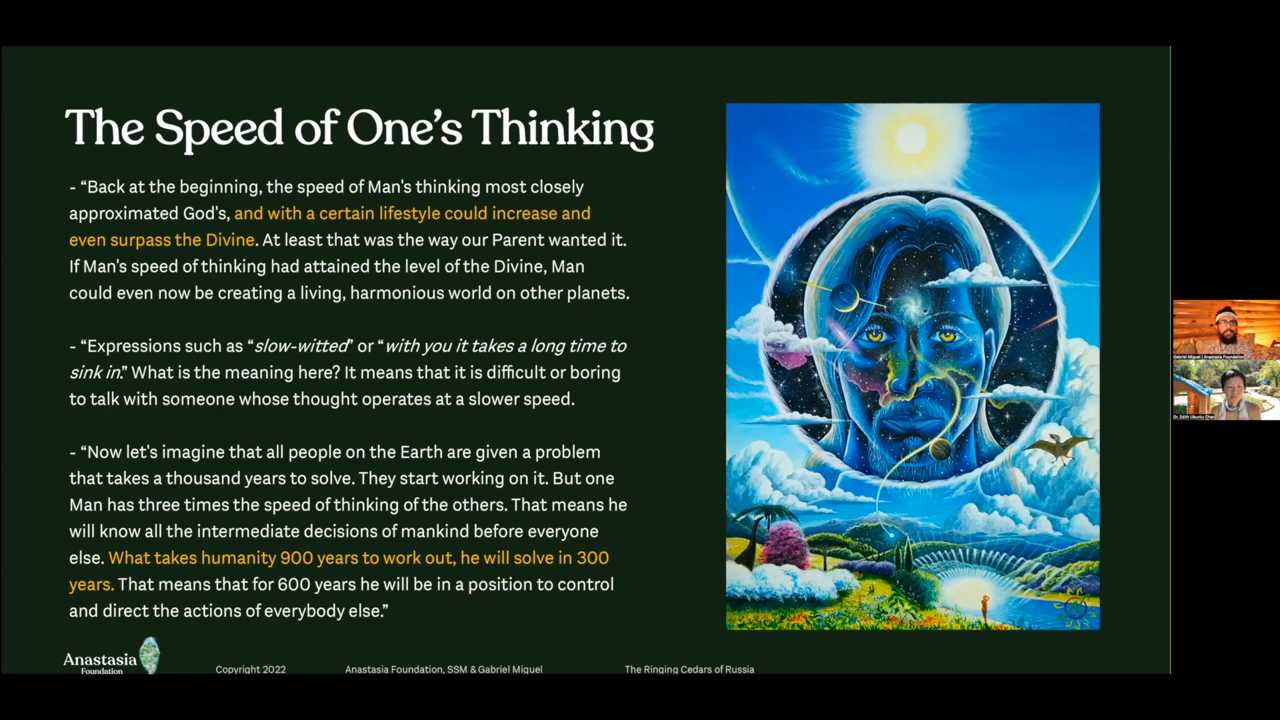 The Speed of One's Thinking
- “Back at the beginning, the speed of Man's thinking most closely
approximated God's, and with a certain lifestyle could increase and
even surpass the Divine. At least that was the way our Parent wanted it.
If Man's speed of thinking had attained the level of the Divine, Man
could even now be creating a living, harmonious world on other planets.
- “Expressions such as “slow-witted” or “with you it takes a long time to
sink in.” What is the meaning here? It means that it is difficult or boring
to talk with someone whose thought operates at a slower speed.
- “Now let's imagine that all people on the Earth are given a problem
that takes a thousand years to solve. They start working on it. But one
Man has three times the speed of thinking of the others. That means he
will know all the intermediate decisions of mankind before everyone
else. What takes humanity 900 years to work out, he will solve in 300
years. That means that for 600 years he will be in a position to control
and direct the actions of everybody else.”
Anastasia
Foundation
Copyright 2022
Anastasia Foundation, SSM & Gabriel Miguel
The Ringing Cedars of Russia
Gabriel Miguel | Anastasia Foundation
Dr. Edith Ubuntu Chan